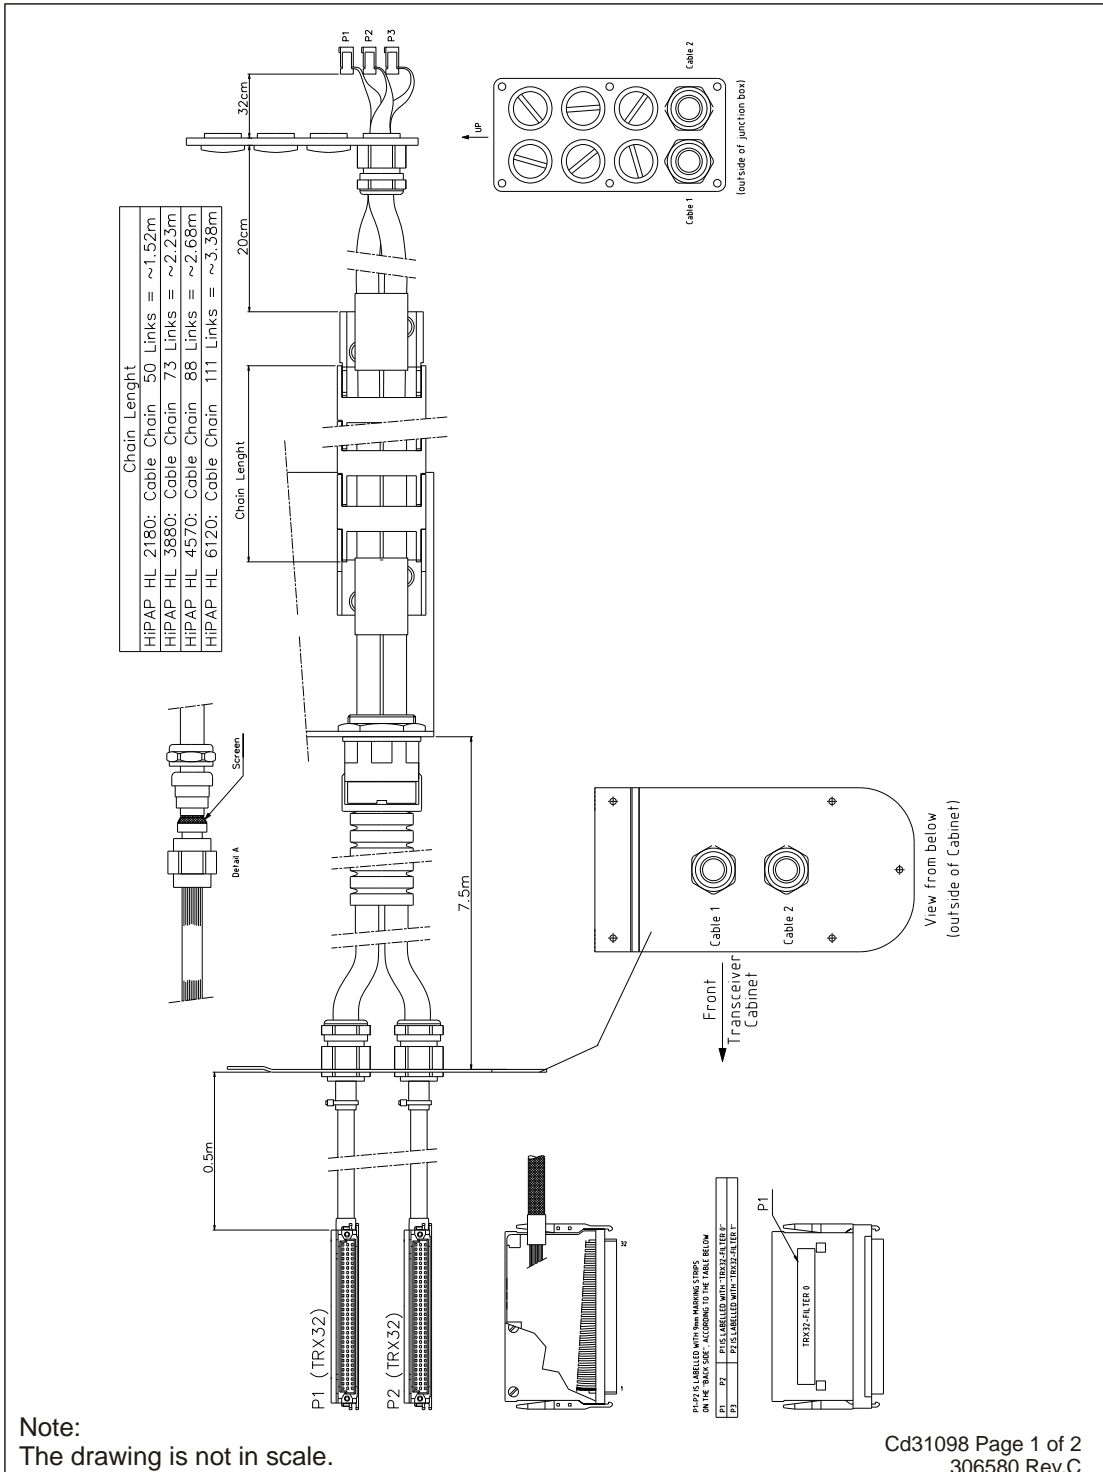 P1
P2
P3
32cm
20cm
Cable 2
UP
(outside of junction box)
Cable 1
Chain Lenght
HiPAP HL 2180: Cable Chain 50 Links = ~1.52m
HiPAP HL 3880: Cable Chain 73 Links = ~2.23m
HiPAP HL 4570: Cable Chain 88 Links = ~2.68m
HiPAP HL 6120: Cable Chain 111 Links = ~3.38m
Chain Lenght
Screen
Detail A
7.5m
Cable 1
Cable 2
View from below
(outside of Cabinet)
Front
Transceiver
Cabinet
0.5m
P1 (TRX32)
P2 (TRX32)
32
1
P1-P2 IS LABELLED WITH 9mm MARKING STRIPS
ON THE "BACK SIDE", ACCORDING TO THE TABLE BELOW
P1 P2 P1 IS LABELLED WITH "TRX32-FILTER 0"
P3 P2 IS LABELLED WITH "TRX32-FILTER 1"
P1
TRX32-FILTER 0
Note:
The drawing is not in scale.
Cd31098 Page 1 of 2
306580 Rev.C